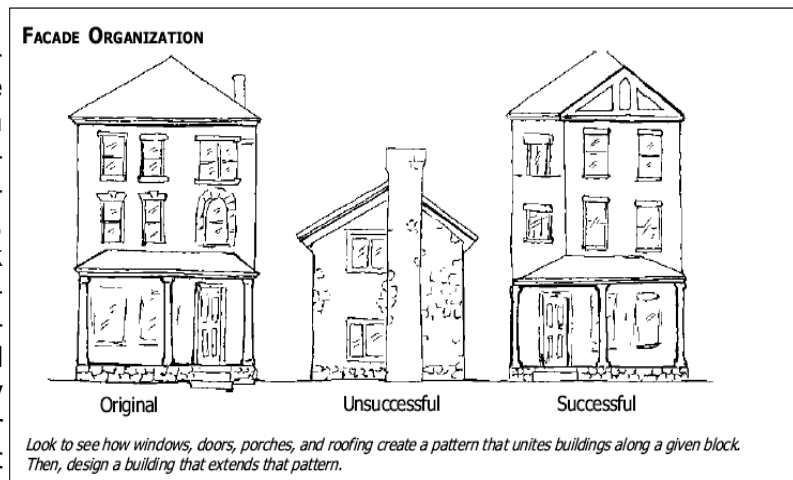 FACADE ORGANIZATION
Original
Unsuccessful
Successful
Look to see how windows, doors, porches, and roofing create a pattern that unites buildings along a given block.
Then, design a building that extends that pattern.